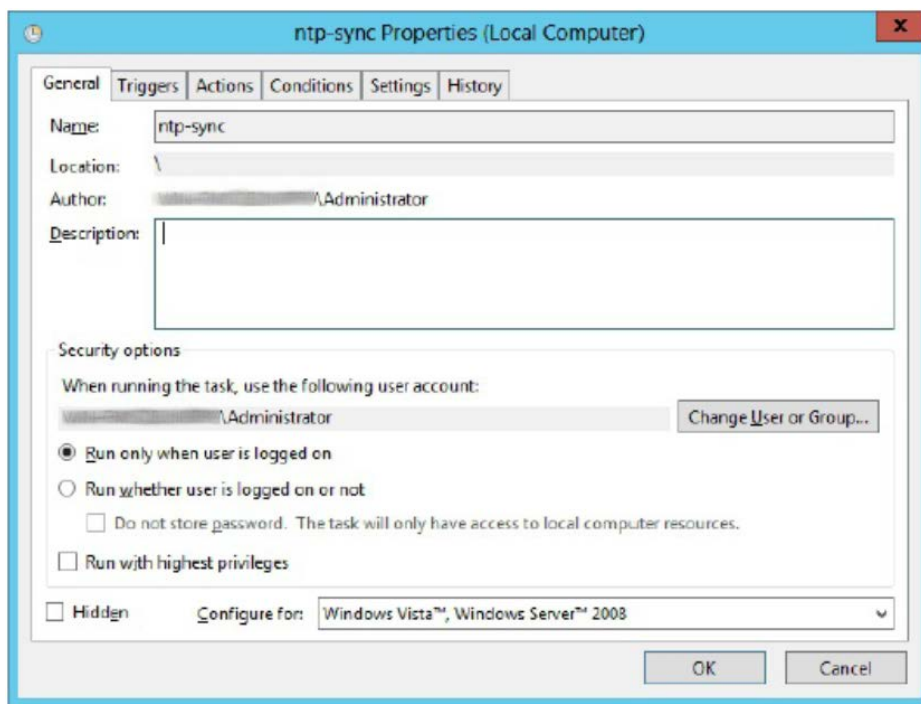 ntp-sync Properties (Local Computer)
x
General Triggers Actions Conditions Settings History
Name: ntp-sync
Location: \
Author: \Administrator
Description:
Security options
When running the task, use the following user account:
\Administrator Change User or Group...
Run only when user is logged on
Run whether user is logged on or not
Do not store password. The task will only have access to local computer resources.
Run with highest privileges
Hidden Configure for: Windows Vista™, Windows Server™ 2008
OK Cancel